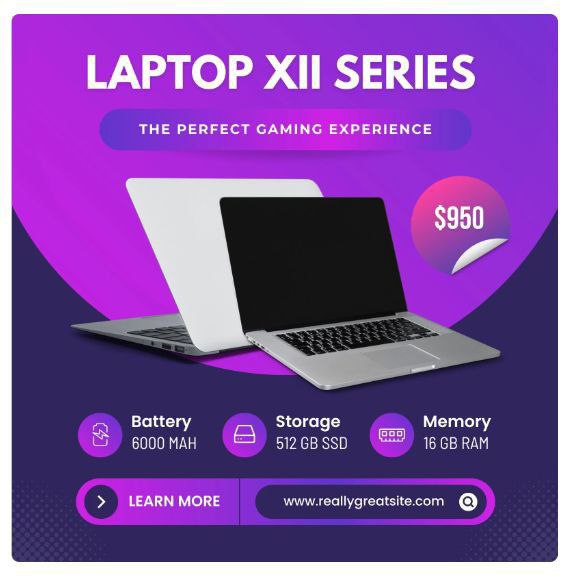 LAPTOP XII SERIES
THE PERFECT GAMING EXPERIENCE
$950
Battery
6000 MAH
Storage
512 GB SSD
Memory
16 GB RAM
LEARN MORE
www.reallygreatsite.com